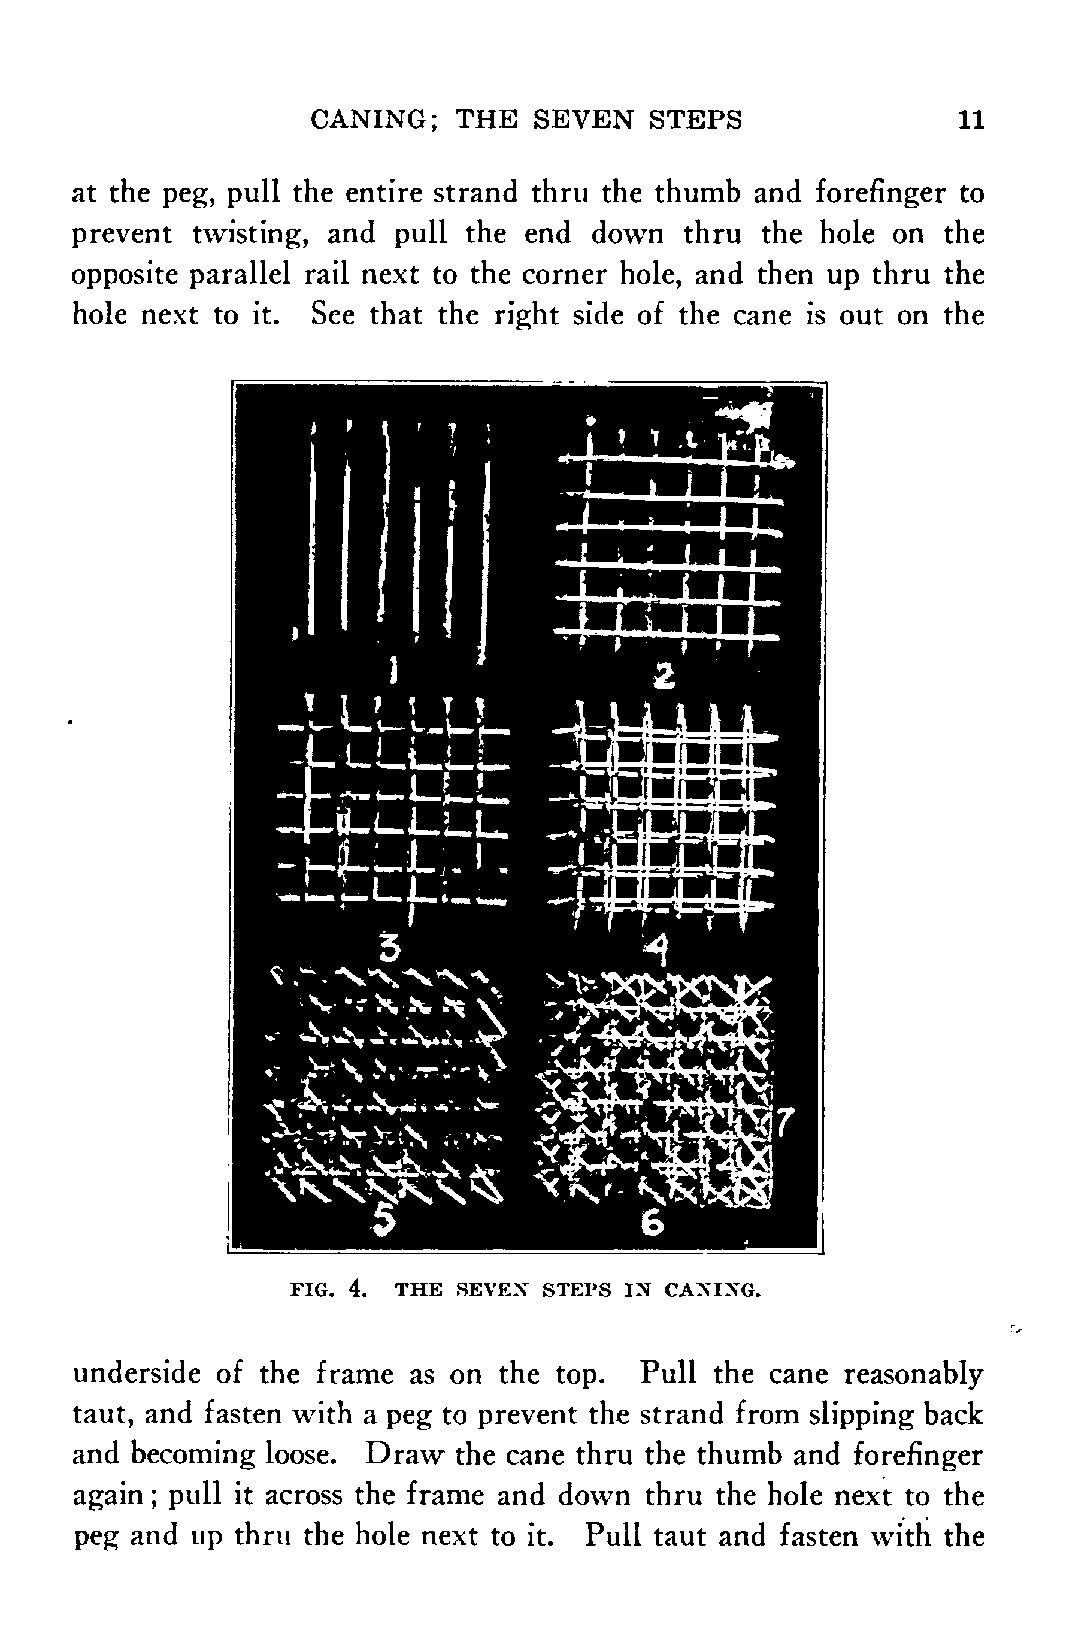 CANING; THE SEVEN STEPS 11
at the peg, pull the entire strand thru the thumb and forefinger to
prevent twisting, and pull the end down thru the hole on the
opposite parallel rail next to the corner hole, and then up thru the
hole next to it. See that the right side of the cane is out on the
1
2
3
4
5
6
7
FIG. 4. THE SEVEN STEPS IN CANING.
underside of the frame as on the top. Pull the cane reasonably
taut, and fasten with a peg to prevent the strand from slipping back
and becoming loose. Draw the cane thru the thumb and forefinger
again; pull it across the frame and down thru the hole next to the
peg and up thru the hole next to it. Pull taut and fasten with the